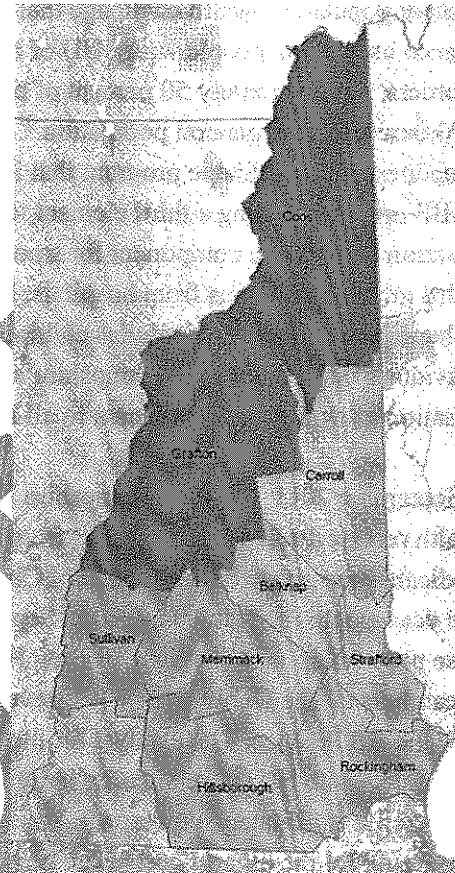 Coos
Grafton
Carroll
Belknap
Sullivan
Merrimack
Strafford
Rockingham
Hillsborough